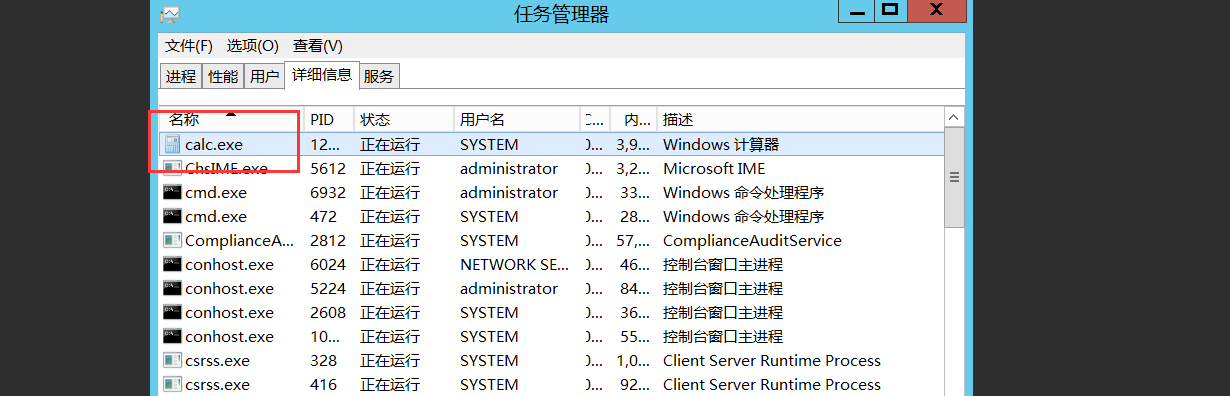 任务管理器
文件(F) 选项(O) 查看(V)
进程 性能 用户 详细信息 服务
名称 PID 状态 用户名 C... 内... 描述
calc.exe 12... 正在运行 SYSTEM 0... 3,9... Windows 计算器
ChsIME.exe 5612 正在运行 administrator 0... 3,2... Microsoft IME
cmd.exe 6932 正在运行 administrator 0... 33... Windows 命令处理程序
cmd.exe 472 正在运行 SYSTEM 0... 28... Windows 命令处理程序
ComplianceA... 2812 正在运行 SYSTEM 0... 57,... ComplianceAuditService
conhost.exe 6024 正在运行 NETWORK SE... 0... 46... 控制台窗口主进程
conhost.exe 5224 正在运行 administrator 0... 84... 控制台窗口主进程
conhost.exe 2608 正在运行 SYSTEM 0... 36... 控制台窗口主进程
conhost.exe 10... 正在运行 SYSTEM 0... 55... 控制台窗口主进程
csrss.exe 328 正在运行 SYSTEM 0... 1,0... Client Server Runtime Process
csrss.exe 416 正在运行 SYSTEM 0... 92... Client Server Runtime Process